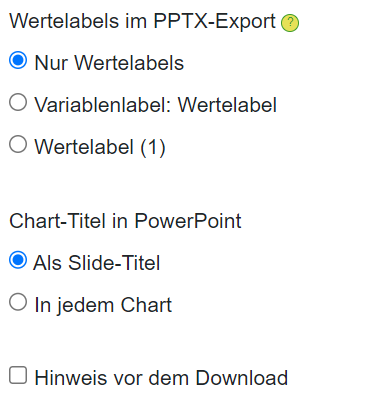 Wertelabels im PPTX-Export ?
Nur Wertelabels
Variablenlabel: Wertelabel
Wertelabel (1)
Chart-Titel in PowerPoint
Als Slide-Titel
In jedem Chart
Hinweis vor dem Download